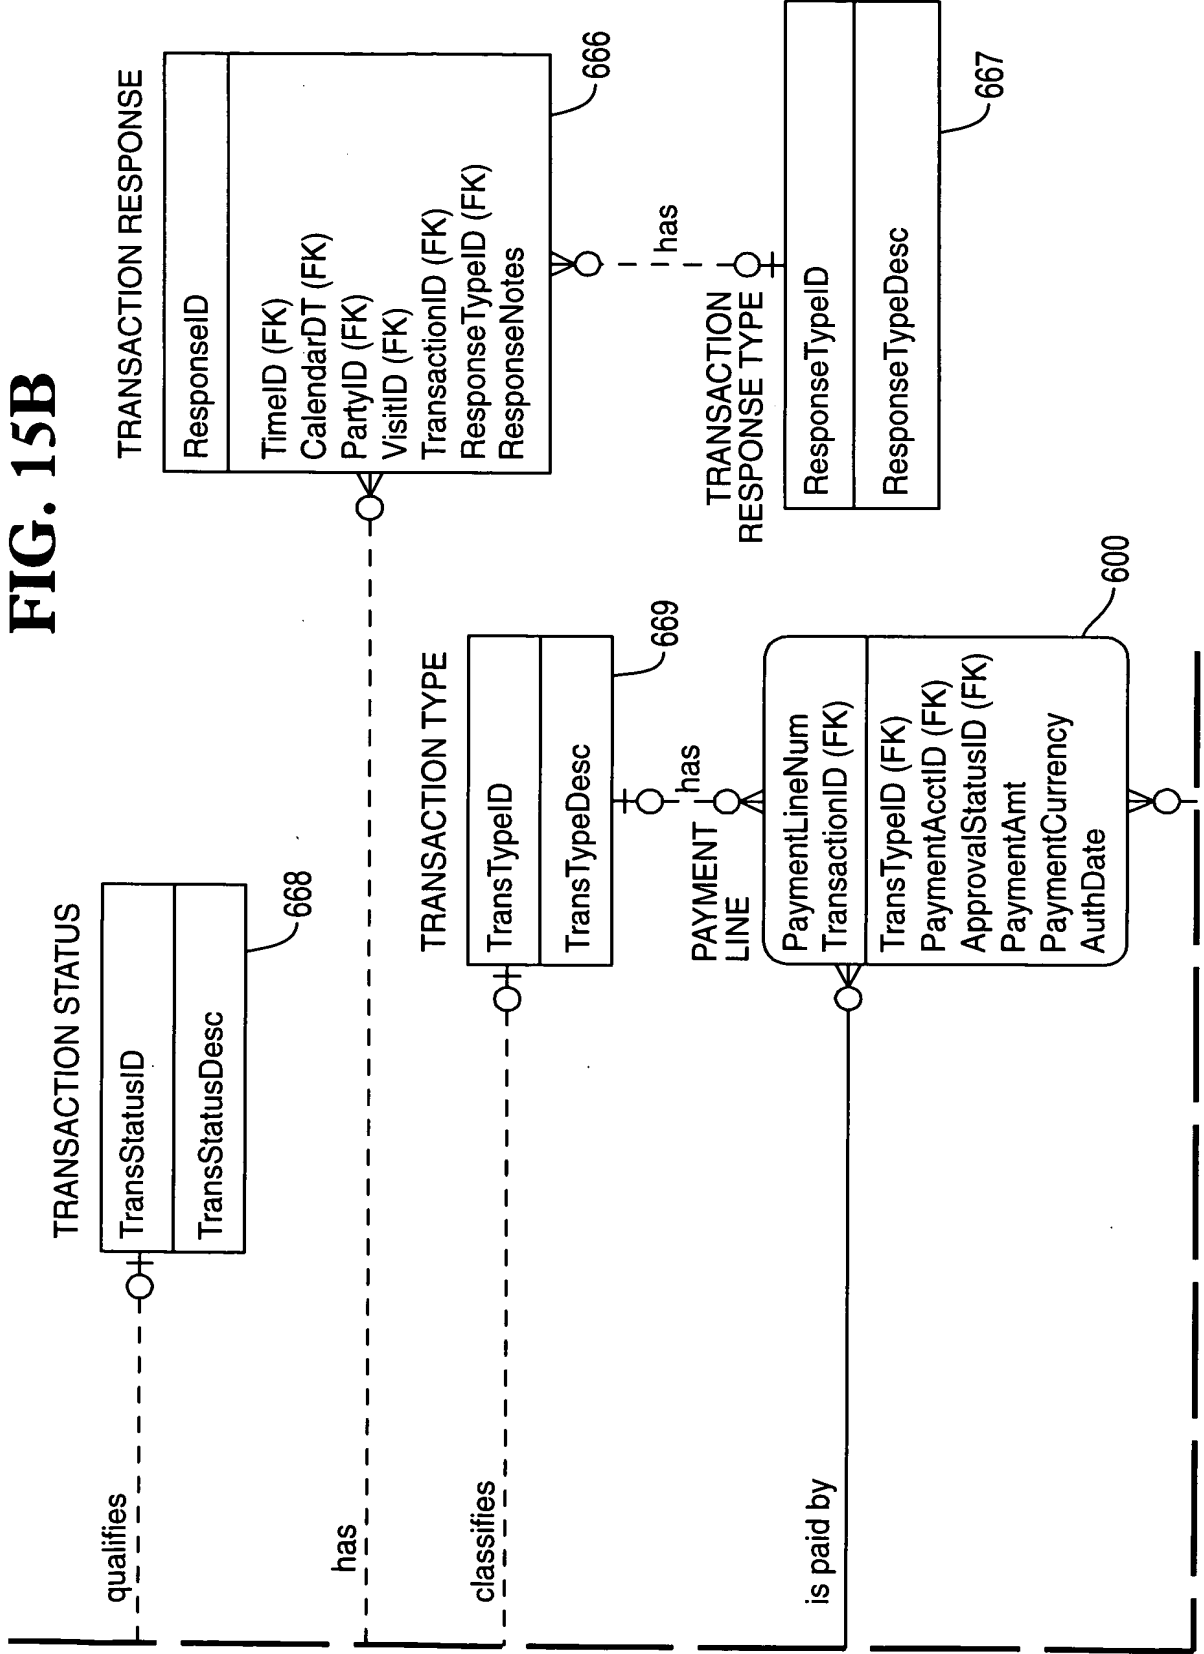 FIG. 15B
TRANSACTION STATUS
TransStatusID
TransStatusDesc
668
qualifies
TRANSACTION RESPONSE
ResponseID
TimeID (FK)
CalendarDT (FK)
PartyID (FK)
VisitID (FK)
TransactionID (FK)
ResponseTypeID (FK)
ResponseNotes
666
has
has
TRANSACTION TYPE
TransTypeID
TransTypeDesc
669
classifies
has
TRANSACTION
RESPONSE TYPE
ResponseTypeID
ResponseTypeDesc
667
PAYMENT
LINE
PaymentLineNum
TransactionID (FK)
TransTypeID (FK)
PaymentAcctID (FK)
ApprovalStatusID (FK)
PaymentAmt
PaymentCurrency
AuthDate
600
is paid by